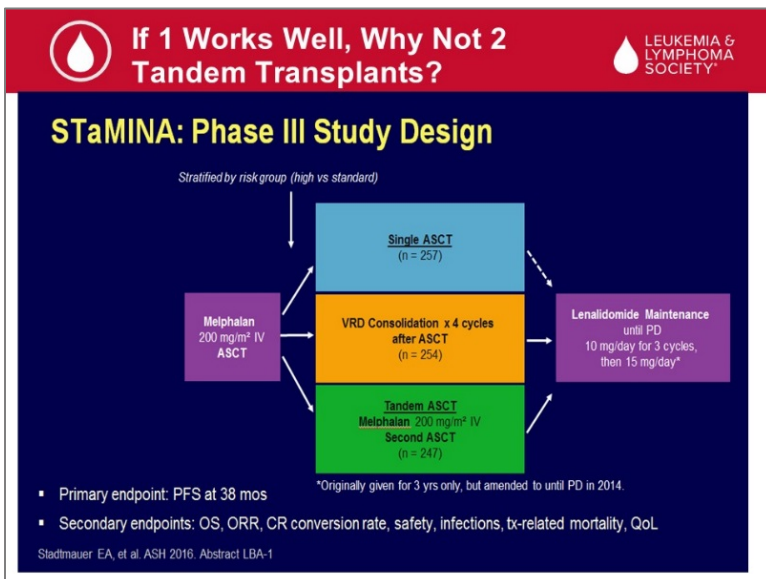 If 1 Works Well, Why Not 2
Tandem Transplants?
LEUKEMIA &
LYMPHOMA
SOCIETY®
STaMINA: Phase III Study Design
Stratified by risk group (high vs standard)
Single ASCT
(n = 257)
Melphalan
200 mg/m² IV
ASCT
VRD Consolidation x 4 cycles
after ASCT
(n = 254)
Lenalidomide Maintenance
until PD
10 mg/day for 3 cycles,
then 15 mg/day*
Tandem ASCT
Melphalan 200 mg/m² IV
Second ASCT
(n = 247)
*Originally given for 3 yrs only, but amended to until PD in 2014.
▪ Primary endpoint: PFS at 38 mos
▪ Secondary endpoints: OS, ORR, CR conversion rate, safety, infections, tx-related mortality, QoL
Stadtmauer EA, et al. ASH 2016. Abstract LBA-1